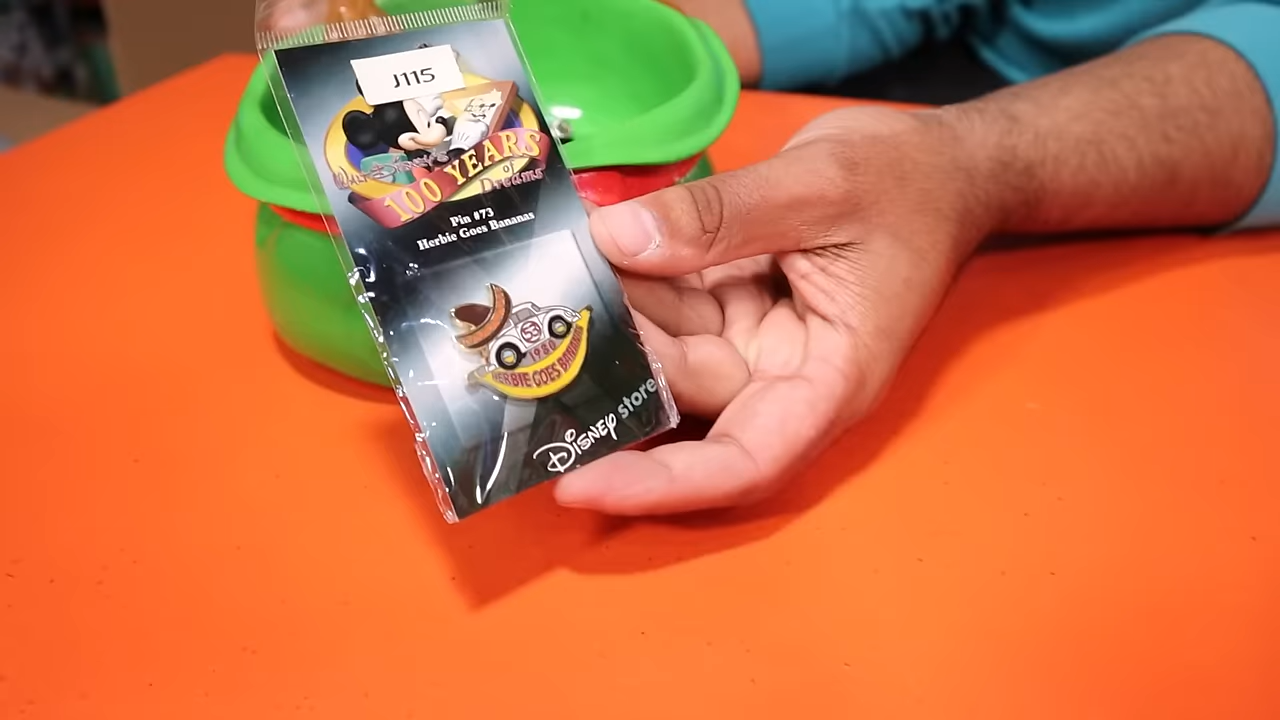 J115
Walt Disney's
100 YEARS
of
Dreams
Pin #73
Herbie Goes Bananas
53
1980
HERBIE GOES BANANAS
Disney store